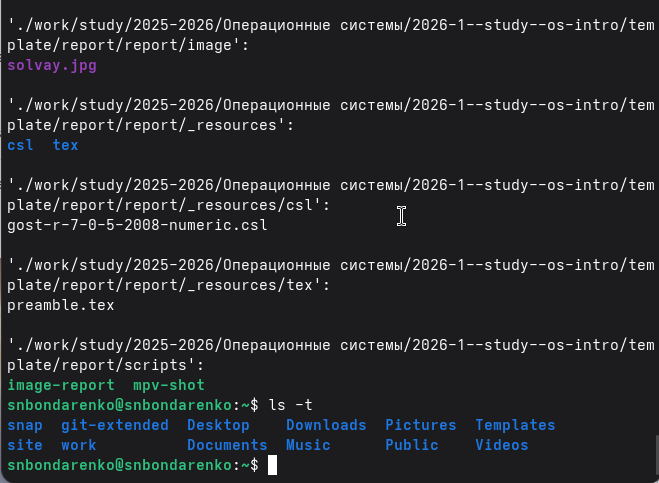 './work/study/2025-2026/Операционные системы/2026-1--study--os-intro/tem
plate/report/report/image':
solvay.jpg
'./work/study/2025-2026/Операционные системы/2026-1--study--os-intro/tem
plate/report/report/_resources':
csl  tex
'./work/study/2025-2026/Операционные системы/2026-1--study--os-intro/tem
plate/report/report/_resources/csl':
gost-r-7-0-5-2008-numeric.csl
'./work/study/2025-2026/Операционные системы/2026-1--study--os-intro/tem
plate/report/report/_resources/tex':
preamble.tex
'./work/study/2025-2026/Операционные системы/2026-1--study--os-intro/tem
plate/report/scripts':
image-report  mpv-shot
snbondarenko@snbondarenko:~$ ls -t
snap  git-extended  Desktop    Downloads  Pictures  Templates
site  work          Documents  Music      Public    Videos
snbondarenko@snbondarenko:~$